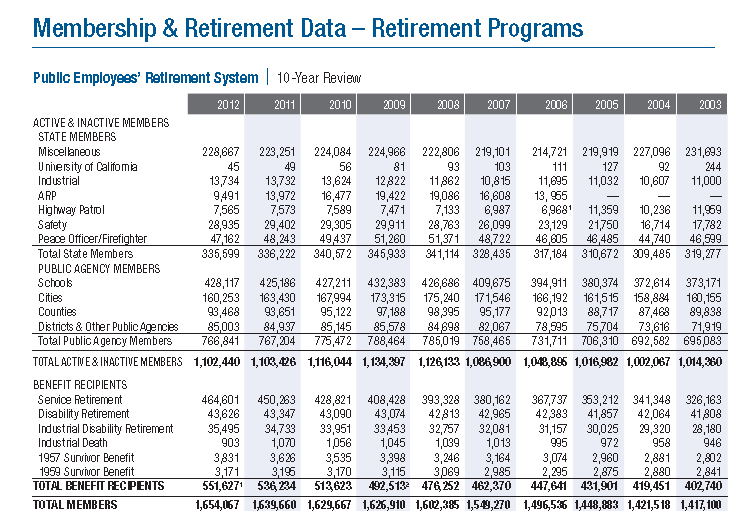 Membership & Retirement Data – Retirement Programs
Public Employees' Retirement System | 10-Year Review
2012 2011 2010 2009 2008 2007 2006 2005 2004 2003
ACTIVE & INACTIVE MEMBERS
STATE MEMBERS
Miscellaneous 228,667 223,251 224,084 224,966 222,806 219,101 214,721 219,919 227,096 231,693
University of California 45 49 56 81 93 103 111 127 92 244
Industrial 13,734 13,732 13,624 12,822 11,862 10,815 11,695 11,032 10,607 11,000
ARP 9,491 13,972 16,477 19,422 19,086 16,608 13, 955 — — —
Highway Patrol 7,565 7,573 7,589 7,471 7,133 6,987 6,968¹ 11,359 10,236 11,959
Safety 28,935 29,402 29,305 29,911 28,763 26,099 23,129 21,750 16,714 17,782
Peace Officer/Firefighter 47,162 48,243 49,437 51,260 51,371 48,722 46,605 46,485 44,740 46,599
Total State Members 335,599 336,222 340,572 345,933 341,114 328,435 317,184 310,672 309,485 319,277
PUBLIC AGENCY MEMBERS
Schools 428,117 425,186 427,211 432,383 426,686 409,675 394,911 380,374 372,614 373,171
Cities 160,253 163,430 167,994 173,315 175,240 171,546 166,192 161,515 158,884 160,155
Counties 93,468 93,651 95,122 97,188 98,395 95,177 92,013 88,717 87,468 89,838
Districts & Other Public Agencies 85,003 84,937 85,145 85,578 84,698 82,067 78,595 75,704 73,616 71,919
Total Public Agency Members 766,841 767,204 775,472 788,464 785,019 758,465 731,711 706,310 692,582 695,083
TOTAL ACTIVE & INACTIVE MEMBERS 1,102,440 1,103,426 1,116,044 1,134,397 1,126,133 1,086,900 1,048,895 1,016,982 1,002,067 1,014,360
BENEFIT RECIPIENTS
Service Retirement 464,601 450,263 428,821 408,428 393,328 380,162 367,737 353,212 341,348 326,163
Disability Retirement 43,626 43,347 43,090 43,074 42,813 42,965 42,383 41,857 42,064 41,808
Industrial Disability Retirement 35,495 34,733 33,951 33,453 32,757 32,081 31,157 30,025 29,320 28,180
Industrial Death 903 1,070 1,056 1,045 1,039 1,013 995 972 958 946
1957 Survivor Benefit 3,831 3,626 3,535 3,398 3,246 3,164 3,074 2,960 2,881 2,802
1959 Survivor Benefit 3,171 3,195 3,170 3,115 3,069 2,985 2,295 2,875 2,880 2,841
TOTAL BENEFIT RECIPIENTS 551,627¹ 536,234 513,623 492,513² 476,252 462,370 447,641 431,901 419,451 402,740
TOTAL MEMBERS 1,654,067 1,639,660 1,629,667 1,626,910 1,602,385 1,549,270 1,496,536 1,448,883 1,421,518 1,417,100